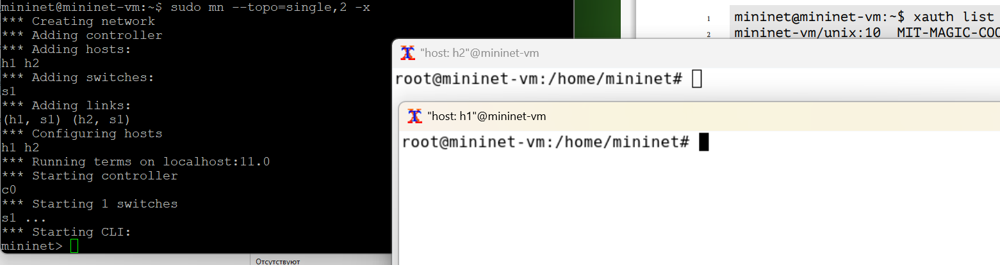 mininet@mininet-vm:~$ sudo mn --topo=single,2 -x
*** Creating network
*** Adding controller
*** Adding hosts:
h1 h2
*** Adding switches:
s1
*** Adding links:
(h1, s1) (h2, s1)
*** Configuring hosts
h1 h2
*** Running terms on localhost:11.0
*** Starting controller
c0
*** Starting 1 switches
s1 ...
*** Starting CLI:
mininet>
Отсутствуют
1 mininet@mininet-vm:~$ xauth list
2 mininet-vm/unix:10 MIT-MAGIC-COO
"host: h2"@mininet-vm
root@mininet-vm:/home/mininet#
"host: h1"@mininet-vm
root@mininet-vm:/home/mininet#